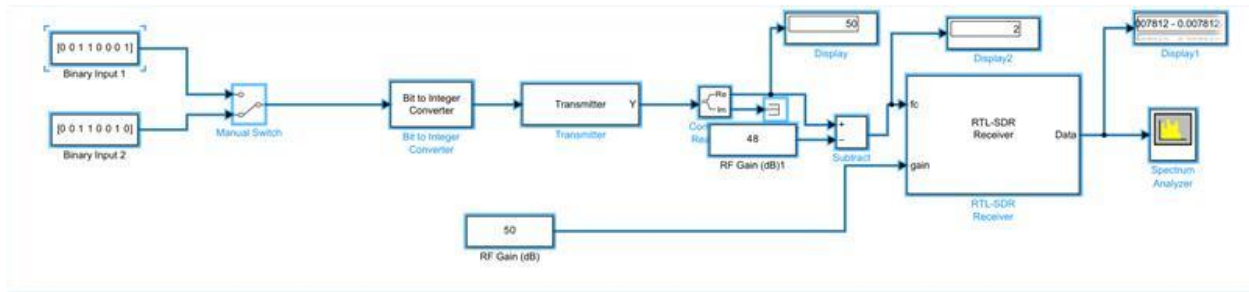 [0 0 1 1 0 0 0 1]
Binary Input 1
[0 0 1 1 0 0 1 0]
Binary Input 2
Manual Switch
Bit to Integer
Converter
Bit to Integer
Converter
Transmitter
Y
Transmitter
Re
Im
50
Display
48
RF Gain (dB)1
+
−
Subtract
2
Display2
fc
gain
RTL-SDR
Receiver
Data
RTL-SDR
Receiver
007812 - 0.007812
Display1
Spectrum
Analyzer
50
RF Gain (dB)